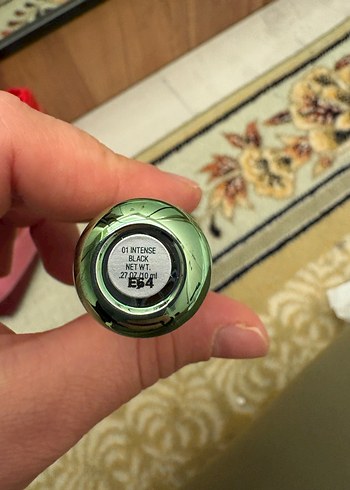 01 INTENSE
BLACK
NET WT.
.27 OZ/10 ml
E64